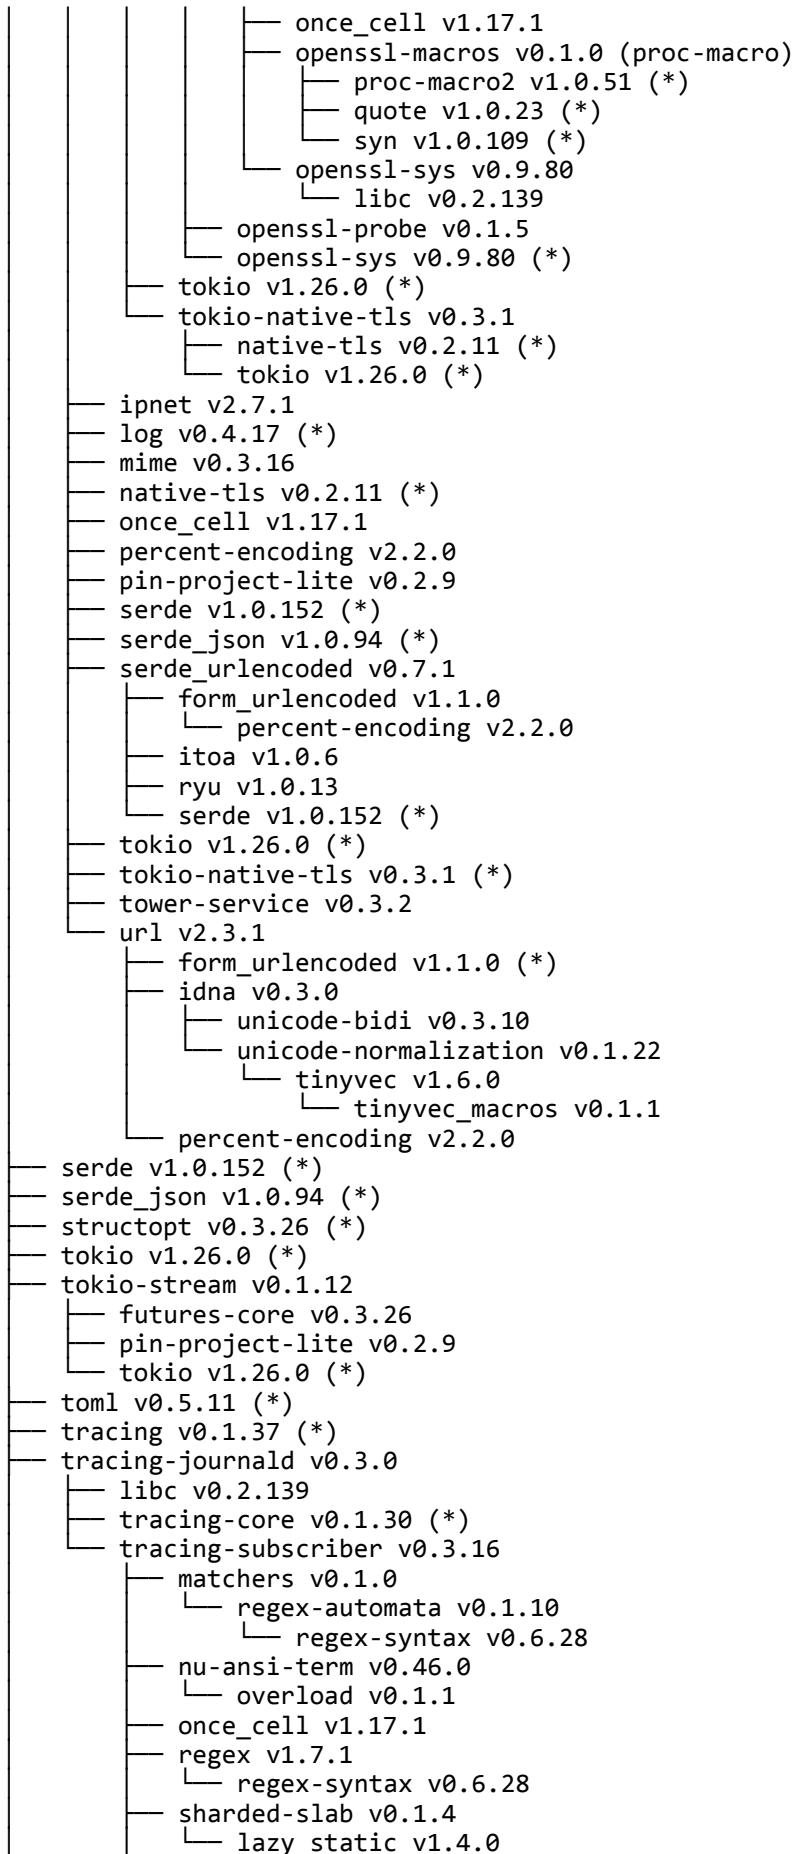 │   │   │   │   ├── once_cell v1.17.1
│   │   │   │   ├── openssl-macros v0.1.0 (proc-macro)
│   │   │   │   │   ├── proc-macro2 v1.0.51 (*)
│   │   │   │   │   ├── quote v1.0.23 (*)
│   │   │   │   │   └── syn v1.0.109 (*)
│   │   │   │   └── openssl-sys v0.9.80
│   │   │   │       └── libc v0.2.139
│   │   │   ├── openssl-probe v0.1.5
│   │   │   └── openssl-sys v0.9.80 (*)
│   │   ├── tokio v1.26.0 (*)
│   │   └── tokio-native-tls v0.3.1
│   │       ├── native-tls v0.2.11 (*)
│   │       └── tokio v1.26.0 (*)
│   ├── ipnet v2.7.1
│   ├── log v0.4.17 (*)
│   ├── mime v0.3.16
│   ├── native-tls v0.2.11 (*)
│   ├── once_cell v1.17.1
│   ├── percent-encoding v2.2.0
│   ├── pin-project-lite v0.2.9
│   ├── serde v1.0.152 (*)
│   ├── serde_json v1.0.94 (*)
│   ├── serde_urlencoded v0.7.1
│   │   ├── form_urlencoded v1.1.0
│   │   │   └── percent-encoding v2.2.0
│   │   ├── itoa v1.0.6
│   │   ├── ryu v1.0.13
│   │   └── serde v1.0.152 (*)
│   ├── tokio v1.26.0 (*)
│   ├── tokio-native-tls v0.3.1 (*)
│   ├── tower-service v0.3.2
│   └── url v2.3.1
│       ├── form_urlencoded v1.1.0 (*)
│       ├── idna v0.3.0
│       │   ├── unicode-bidi v0.3.10
│       │   └── unicode-normalization v0.1.22
│       │       └── tinyvec v1.6.0
│       │           └── tinyvec_macros v0.1.1
│       └── percent-encoding v2.2.0
├── serde v1.0.152 (*)
├── serde_json v1.0.94 (*)
├── structopt v0.3.26 (*)
├── tokio v1.26.0 (*)
├── tokio-stream v0.1.12
│   ├── futures-core v0.3.26
│   ├── pin-project-lite v0.2.9
│   └── tokio v1.26.0 (*)
├── toml v0.5.11 (*)
├── tracing v0.1.37 (*)
├── tracing-journald v0.3.0
│   ├── libc v0.2.139
│   ├── tracing-core v0.1.30 (*)
│   └── tracing-subscriber v0.3.16
│       ├── matchers v0.1.0
│       │   └── regex-automata v0.1.10
│       │       └── regex-syntax v0.6.28
│       ├── nu-ansi-term v0.46.0
│       │   └── overload v0.1.1
│       ├── once_cell v1.17.1
│       ├── regex v1.7.1
│       │   └── regex-syntax v0.6.28
│       ├── sharded-slab v0.1.4
│       │   └── lazy_static v1.4.0